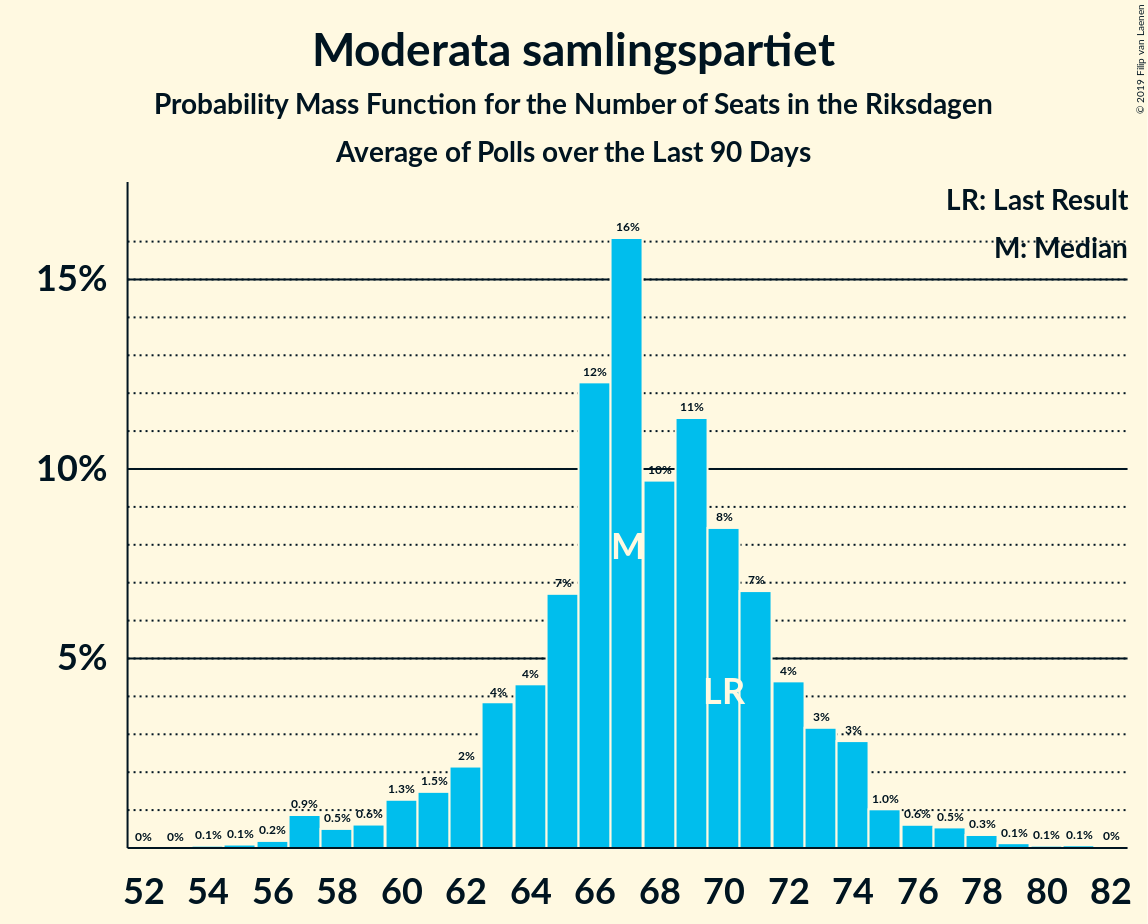 Moderata samlingspartiet
Probability Mass Function for the Number of Seats in the Riksdagen
Average of Polls over the Last 90 Days
© 2019 Filip van Laenen
LR: Last Result
M: Median
15%
10%
5%
0% 0% 0.1% 0.1% 0.2% 0.9% 0.5% 0.6% 1.3% 1.5% 2% 4% 4% 7% 12% 16% 10% 11% 8% 7% 4% 3% 3% 1.0% 0.6% 0.5% 0.3% 0.1% 0.1% 0.1% 0%
M
LR
52 54 56 58 60 62 64 66 68 70 72 74 76 78 80 82